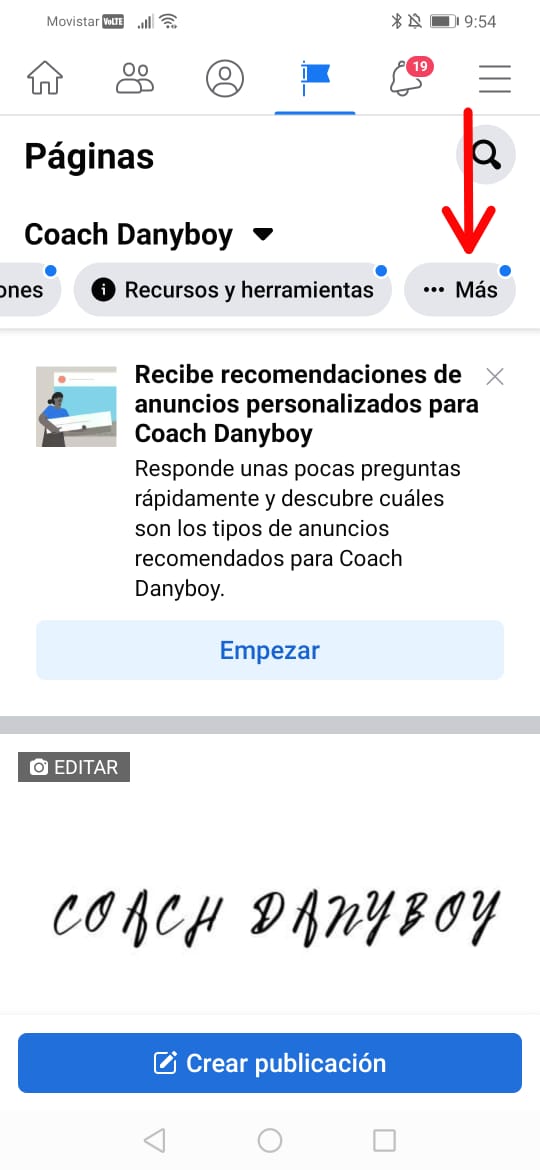 Movistar VoLTE 9:54
19
Páginas
Coach Danyboy
ones Recursos y herramientas ••• Más
Recibe recomendaciones de
anuncios personalizados para
Coach Danyboy
Responde unas pocas preguntas
rápidamente y descubre cuáles
son los tipos de anuncios
recomendados para Coach
Danyboy.
Empezar
EDITAR
COACH DANYBOY
Crear publicación